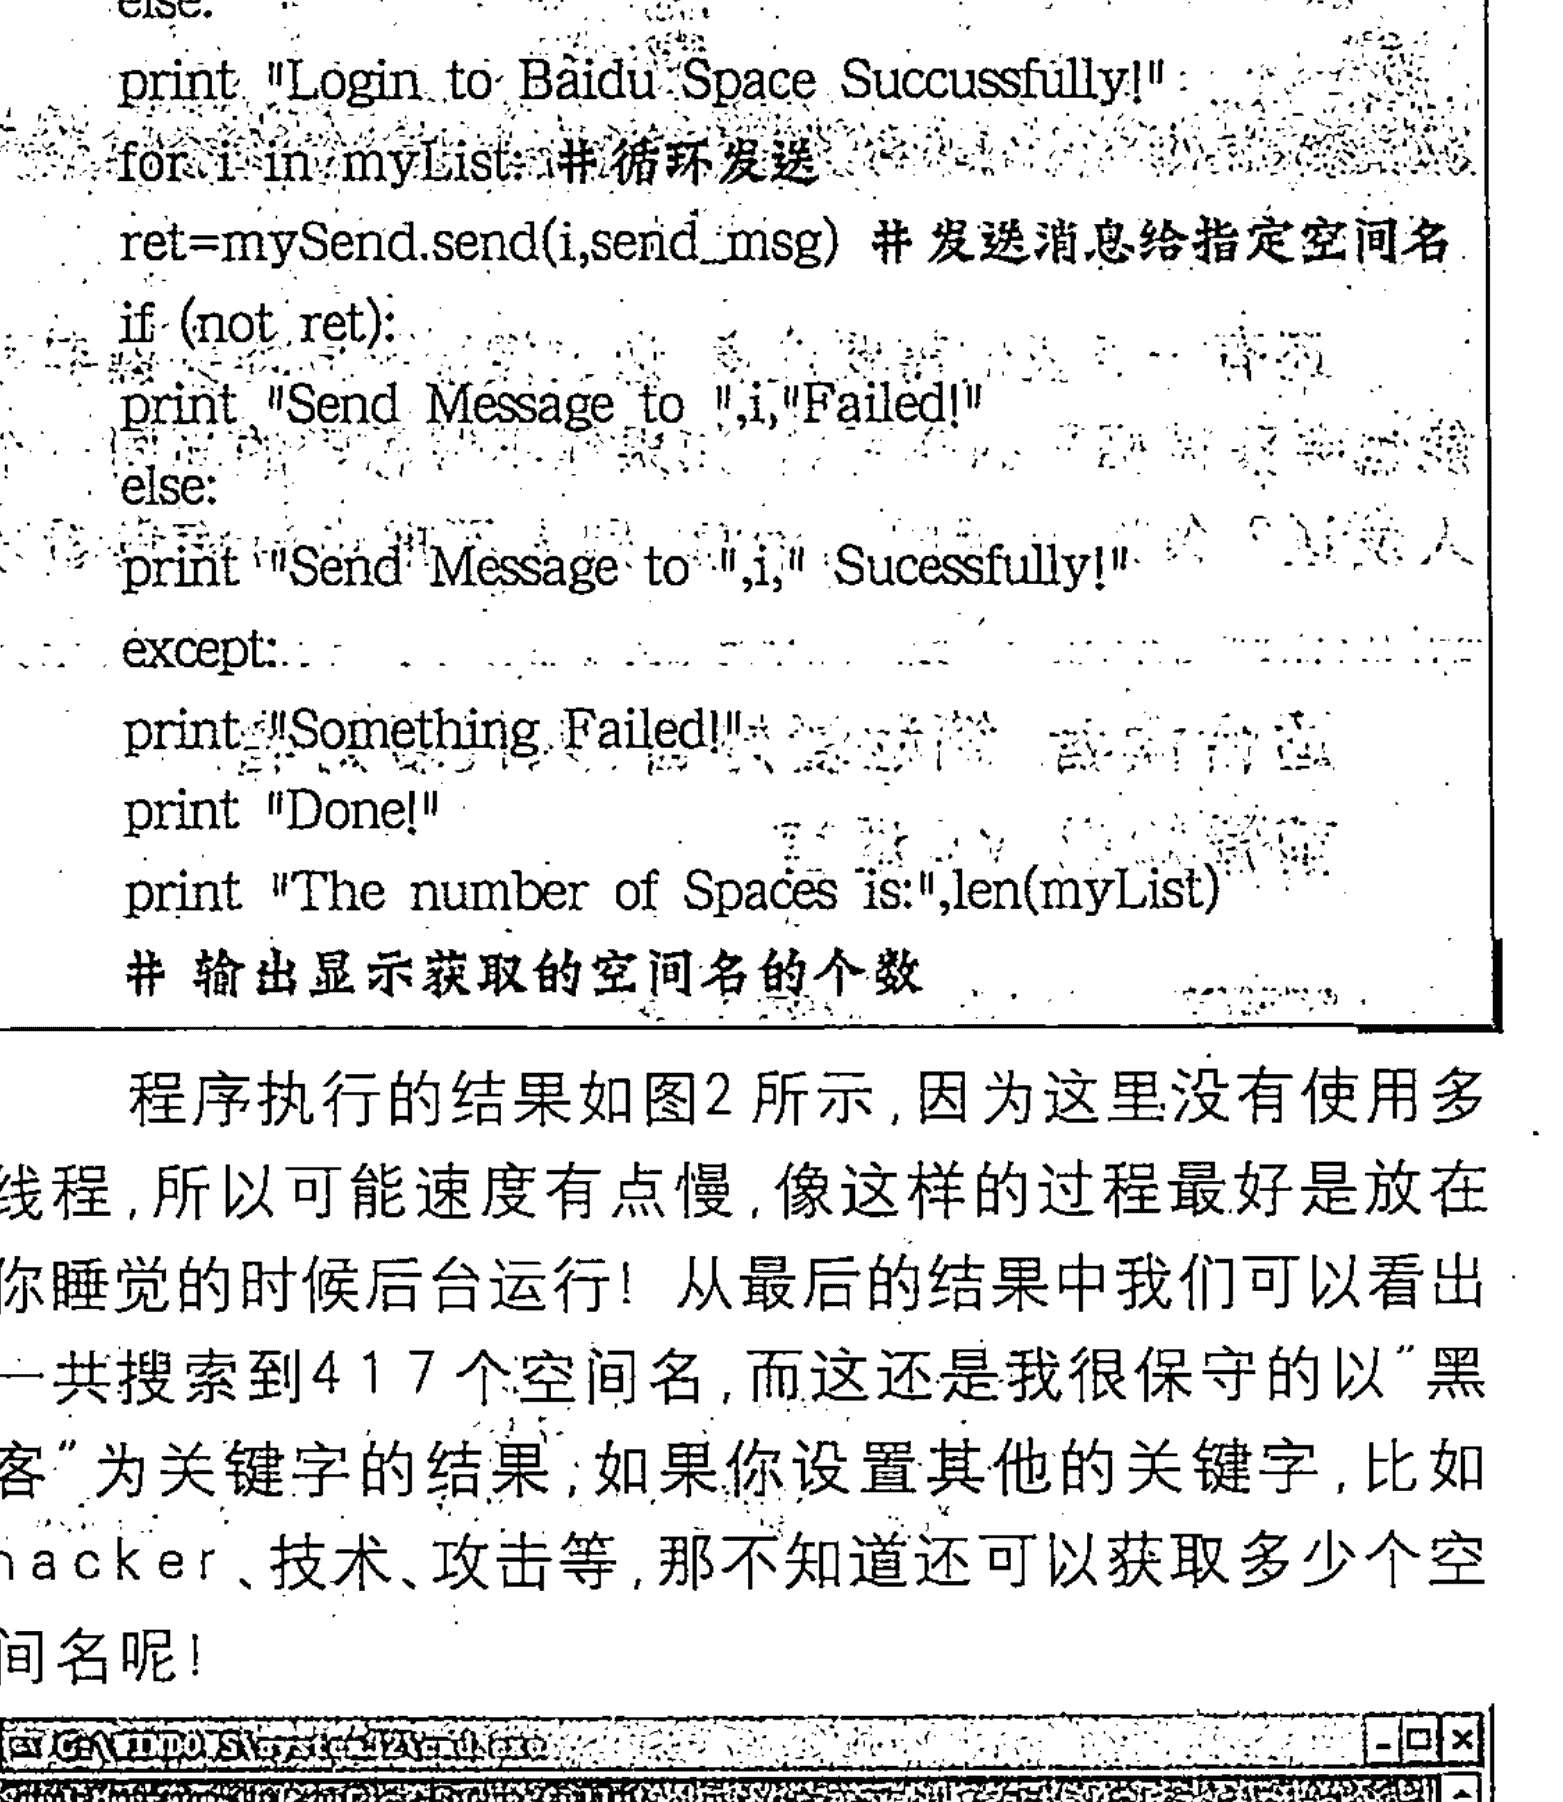 else:
print "Login to Baidu Space Succussfully!"
for i in myList: #循环发送
ret=mySend.send(i,send_msg) # 发送消息给指定空间名
if (not ret):
print "Send Message to ",i,"Failed!"
else:
print "Send Message to ",i," Sucessfully!"
except:
print "Something Failed!"
print "Done!"
print "The number of Spaces is:",len(myList)
# 输出显示获取的空间名的个数
程序执行的结果如图2所示,因为这里没有使用多
线程,所以可能速度有点慢,像这样的过程最好是放在
你睡觉的时候后台运行! 从最后的结果中我们可以看出
一共搜索到417个空间名,而这还是我很保守的以"黑
客"为关键字的结果,如果你设置其他的关键字,比如
hacker、技术、攻击等,那不知道还可以获取多少个空
间名呢!
C:\WINDOWS\system32\cmd.exe